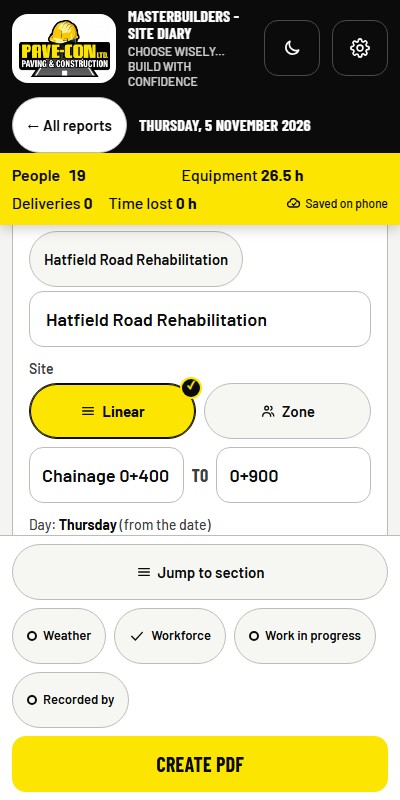 PAVE-CON LTD.
PAVING & CONSTRUCTION
MASTERBUILDERS -
SITE DIARY
CHOOSE WISELY...
BUILD WITH
CONFIDENCE
← All reports
THURSDAY, 5 NOVEMBER 2026
People 19
Equipment 26.5 h
Deliveries 0 Time lost 0 h
Saved on phone
Hatfield Road Rehabilitation
Hatfield Road Rehabilitation
Site
Linear
Zone
Chainage 0+400 TO 0+900
Day: Thursday (from the date)
Jump to section
Weather
Workforce
Work in progress
Recorded by
CREATE PDF